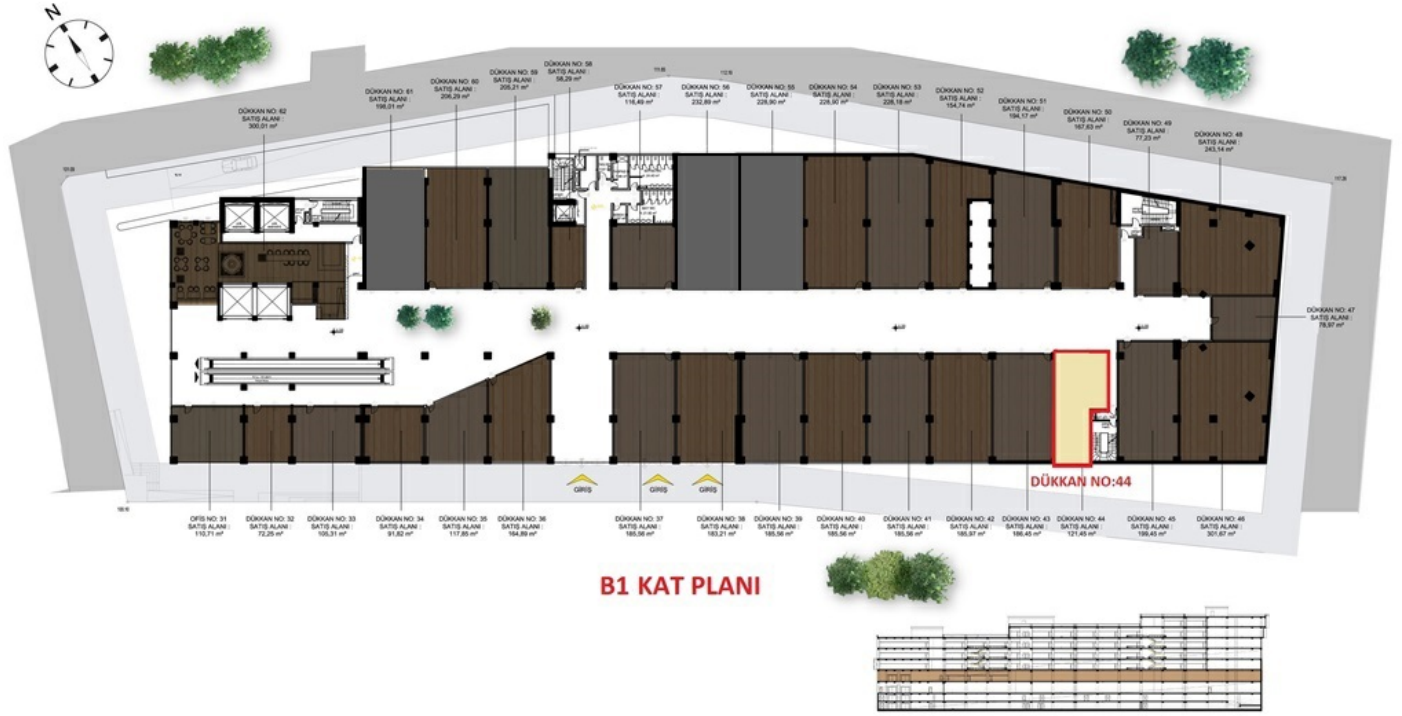 N
DÜKKAN NO: 62
SATIŞ ALANI :
300,01 m²
DÜKKAN NO: 61
SATIŞ ALANI :
198,01 m²
DÜKKAN NO: 60
SATIŞ ALANI :
206,29 m²
DÜKKAN NO: 59
SATIŞ ALANI :
205,21 m²
DÜKKAN NO: 58
SATIŞ ALANI :
58,29 m²
DÜKKAN NO: 57
SATIŞ ALANI :
116,49 m²
DÜKKAN NO: 56
SATIŞ ALANI :
232,89 m²
DÜKKAN NO: 55
SATIŞ ALANI :
228,90 m²
DÜKKAN NO: 54
SATIŞ ALANI :
228,90 m²
DÜKKAN NO: 53
SATIŞ ALANI :
228,18 m²
DÜKKAN NO: 52
SATIŞ ALANI :
154,74 m²
DÜKKAN NO: 51
SATIŞ ALANI :
194,17 m²
DÜKKAN NO: 50
SATIŞ ALANI :
167,63 m²
DÜKKAN NO: 49
SATIŞ ALANI :
77,23 m²
DÜKKAN NO: 48
SATIŞ ALANI :
243,14 m²
DÜKKAN NO: 47
SATIŞ ALANI :
78,97 m²
DÜKKAN NO:44
GİRİŞ
GİRİŞ
GİRİŞ
OFİS NO: 31
SATIŞ ALANI :
110,71 m²
DÜKKAN NO: 32
SATIŞ ALANI :
72,25 m²
DÜKKAN NO: 33
SATIŞ ALANI :
105,31 m²
DÜKKAN NO: 34
SATIŞ ALANI :
91,82 m²
DÜKKAN NO: 35
SATIŞ ALANI :
117,85 m²
DÜKKAN NO: 36
SATIŞ ALANI :
164,89 m²
DÜKKAN NO: 37
SATIŞ ALANI :
185,56 m²
DÜKKAN NO: 38
SATIŞ ALANI :
183,21 m²
DÜKKAN NO: 39
SATIŞ ALANI :
185,56 m²
DÜKKAN NO: 40
SATIŞ ALANI :
185,56 m²
DÜKKAN NO: 41
SATIŞ ALANI :
185,56 m²
DÜKKAN NO: 42
SATIŞ ALANI :
185,97 m²
DÜKKAN NO: 43
SATIŞ ALANI :
186,45 m²
DÜKKAN NO: 44
SATIŞ ALANI :
121,45 m²
DÜKKAN NO: 45
SATIŞ ALANI :
199,45 m²
DÜKKAN NO: 46
SATIŞ ALANI :
301,67 m²
B1 KAT PLANI